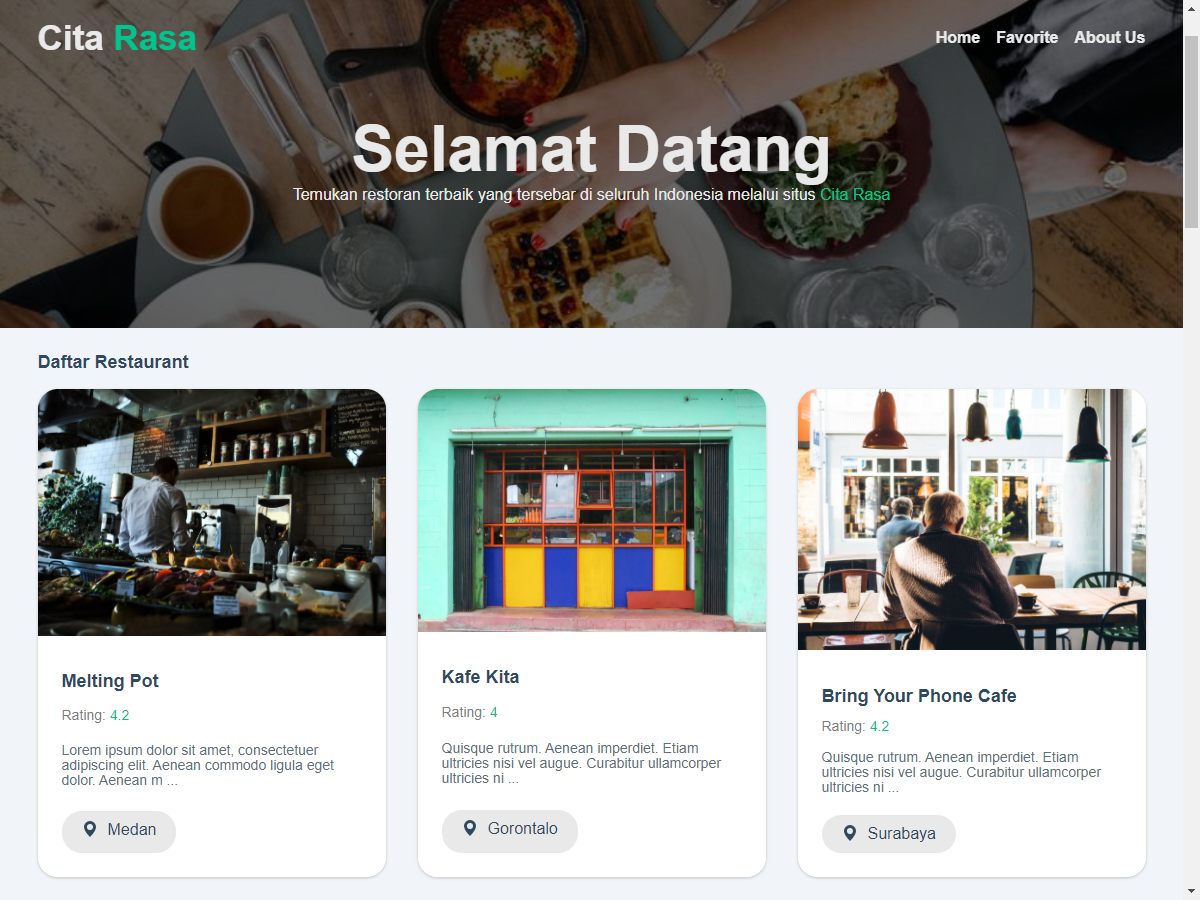 Cita Rasa
Home Favorite About Us
Selamat Datang
Temukan restoran terbaik yang tersebar di seluruh Indonesia melalui situs Cita Rasa
Daftar Restaurant
Melting Pot
Rating: 4.2
Lorem ipsum dolor sit amet, consectetuer
adipiscing elit. Aenean commodo ligula eget
dolor. Aenean m ...
Medan
Kafe Kita
Rating: 4
Quisque rutrum. Aenean imperdiet. Etiam
ultricies nisi vel augue. Curabitur ullamcorper
ultricies ni ...
Gorontalo
Bring Your Phone Cafe
Rating: 4.2
Quisque rutrum. Aenean imperdiet. Etiam
ultricies nisi vel augue. Curabitur ullamcorper
ultricies ni ...
Surabaya